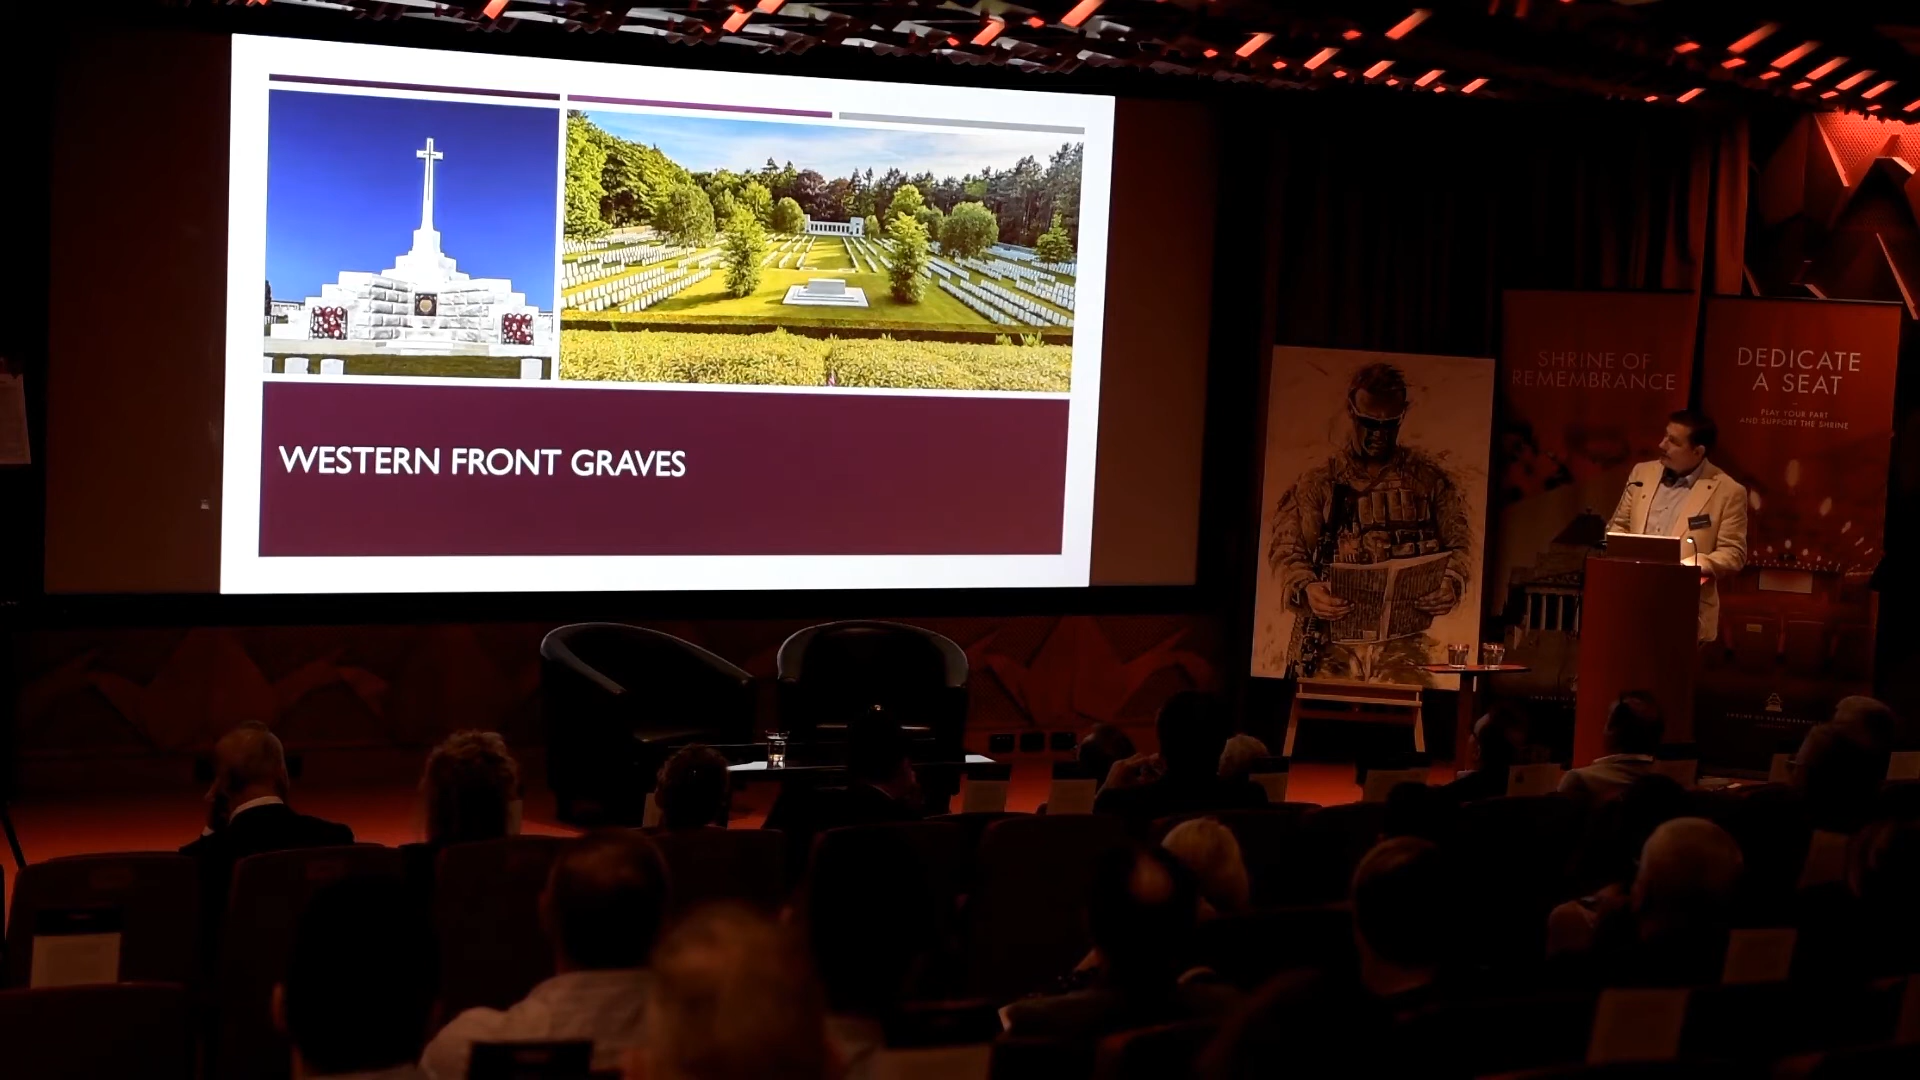 WESTERN FRONT GRAVES
SHRINE OF
REMEMBRANCE
DEDICATE
A SEAT
PLAY YOUR PART
AND SUPPORT THE SHRINE